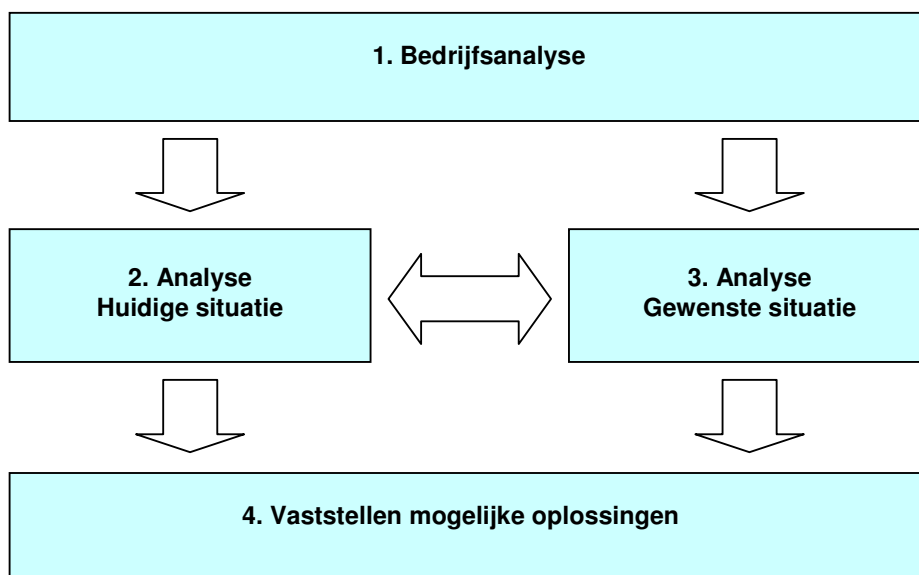 1. Bedrijfsanalyse
2. Analyse
Huidige situatie
3. Analyse
Gewenste situatie
4. Vaststellen mogelijke oplossingen